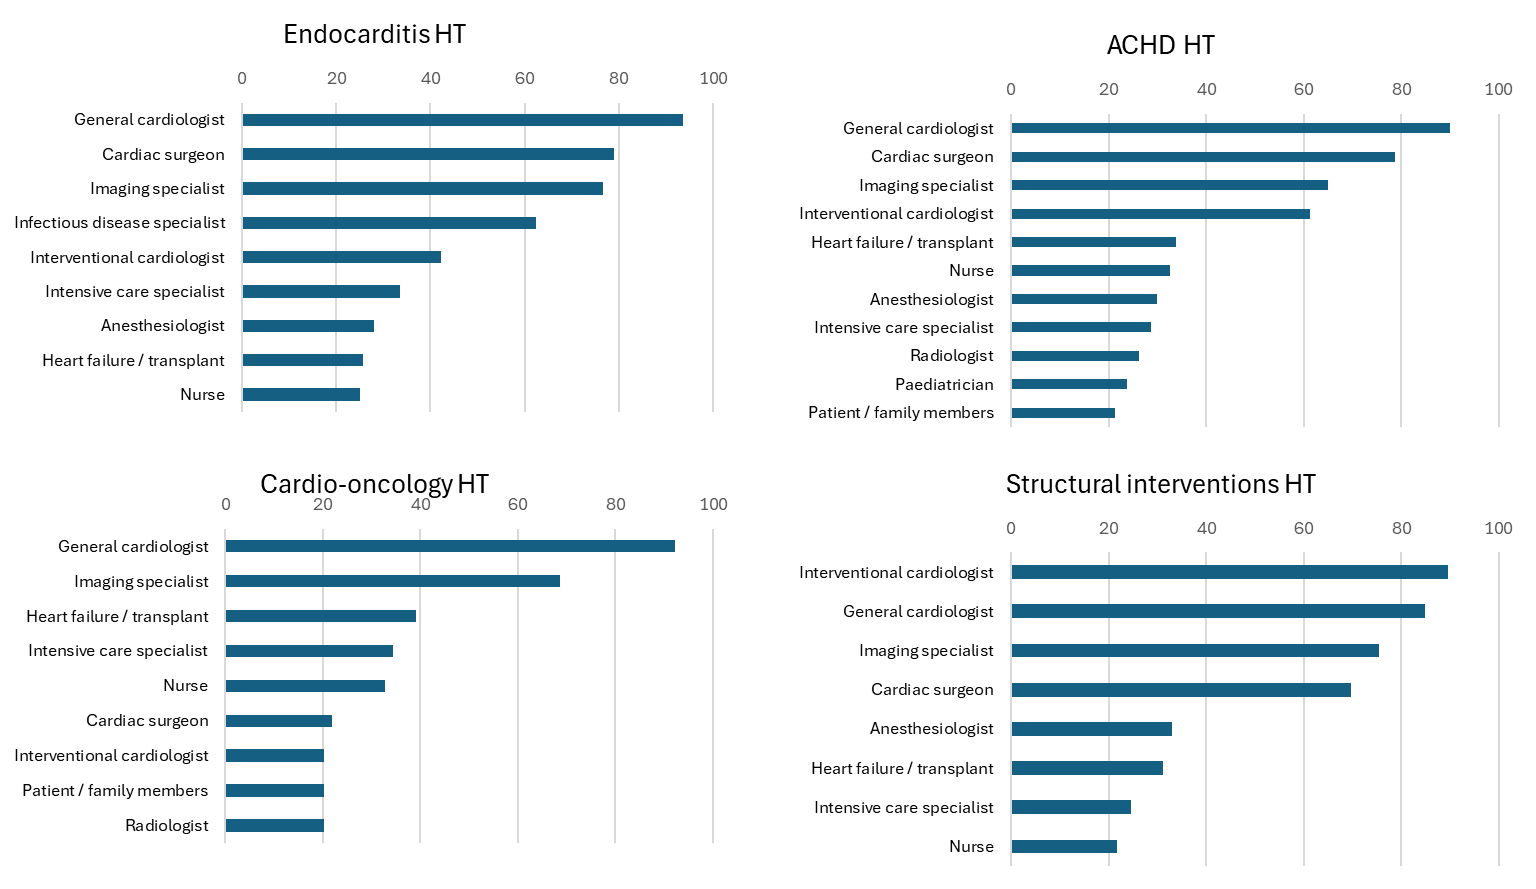 Endocarditis HT
0 20 40 60 80 100
General cardiologist
Cardiac surgeon
Imaging specialist
Infectious disease specialist
Interventional cardiologist
Intensive care specialist
Anesthesiologist
Heart failure / transplant
Nurse
ACHD HT
0 20 40 60 80 100
General cardiologist
Cardiac surgeon
Imaging specialist
Interventional cardiologist
Heart failure / transplant
Nurse
Anesthesiologist
Intensive care specialist
Radiologist
Paediatrician
Patient / family members
Cardio-oncology HT
0 20 40 60 80 100
General cardiologist
Imaging specialist
Heart failure / transplant
Intensive care specialist
Nurse
Cardiac surgeon
Interventional cardiologist
Patient / family members
Radiologist
Structural interventions HT
0 20 40 60 80 100
Interventional cardiologist
General cardiologist
Imaging specialist
Cardiac surgeon
Anesthesiologist
Heart failure / transplant
Intensive care specialist
Nurse